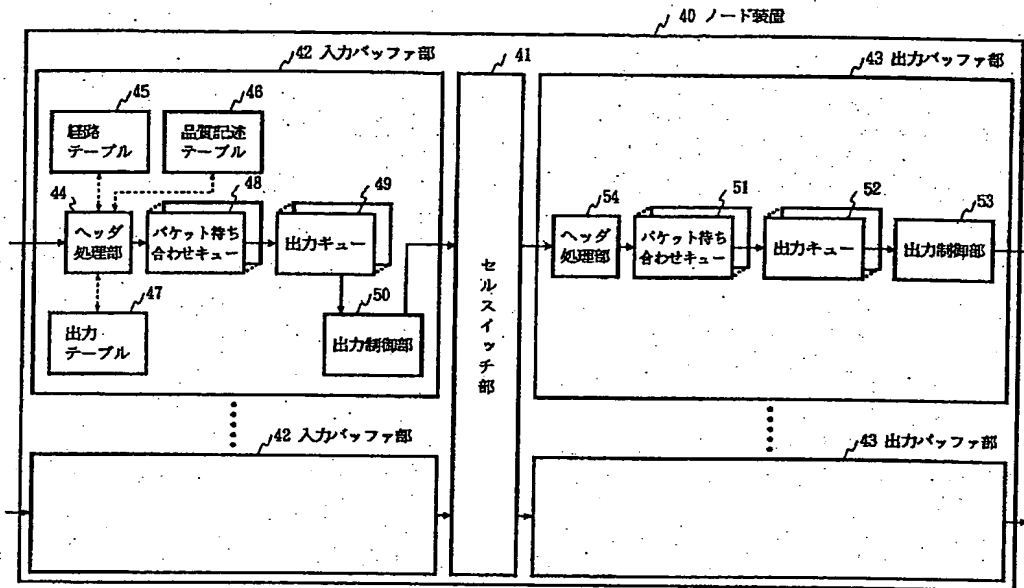 40 ノード装置
42 入力バッファ部
41
43 出力バッファ部
45
46
経路
テーブル
品質記述
テーブル
44
48
49
ヘッダ
処理部
パケット待ち
合わせキュー
出力キュー
47
50
出力
テーブル
出力制御部
セルスイッチ部
54
51
52
53
ヘッダ
処理部
パケット待ち
合わせキュー
出力キュー
出力制御部
42 入力バッファ部
43 出力バッファ部